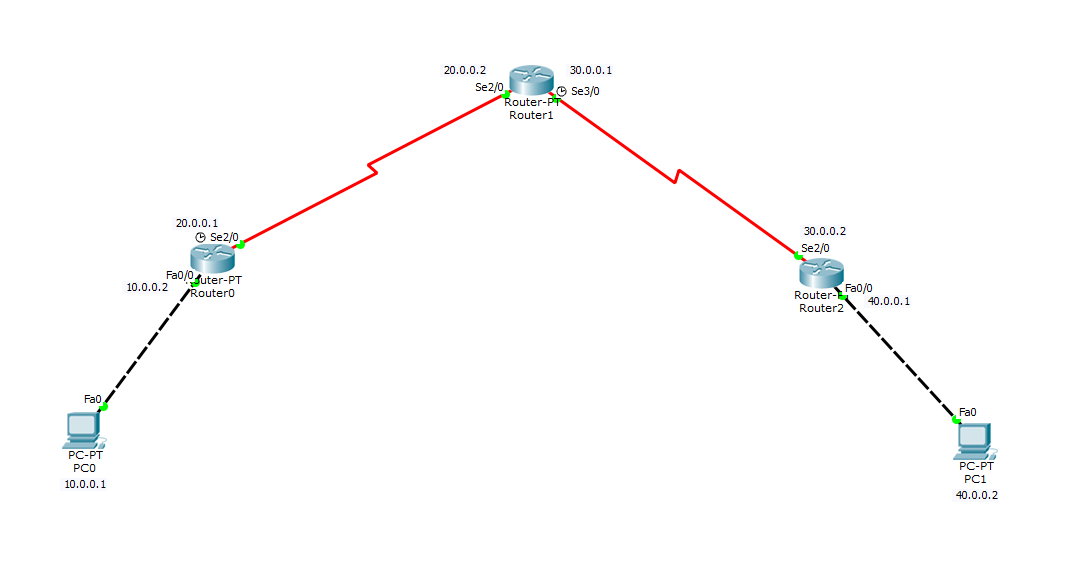 20.0.0.2
30.0.0.1
Se2/0
Se3/0
Router-PT
Router1
20.0.0.1
Se2/0
Fa0/0
uter-PT
10.0.0.2
Router0
30.0.0.2
Se2/0
Fa0/0
Router-
40.0.0.1
Router2
Fa0
PC-PT
PC0
10.0.0.1
Fa0
PC-PT
PC1
40.0.0.2